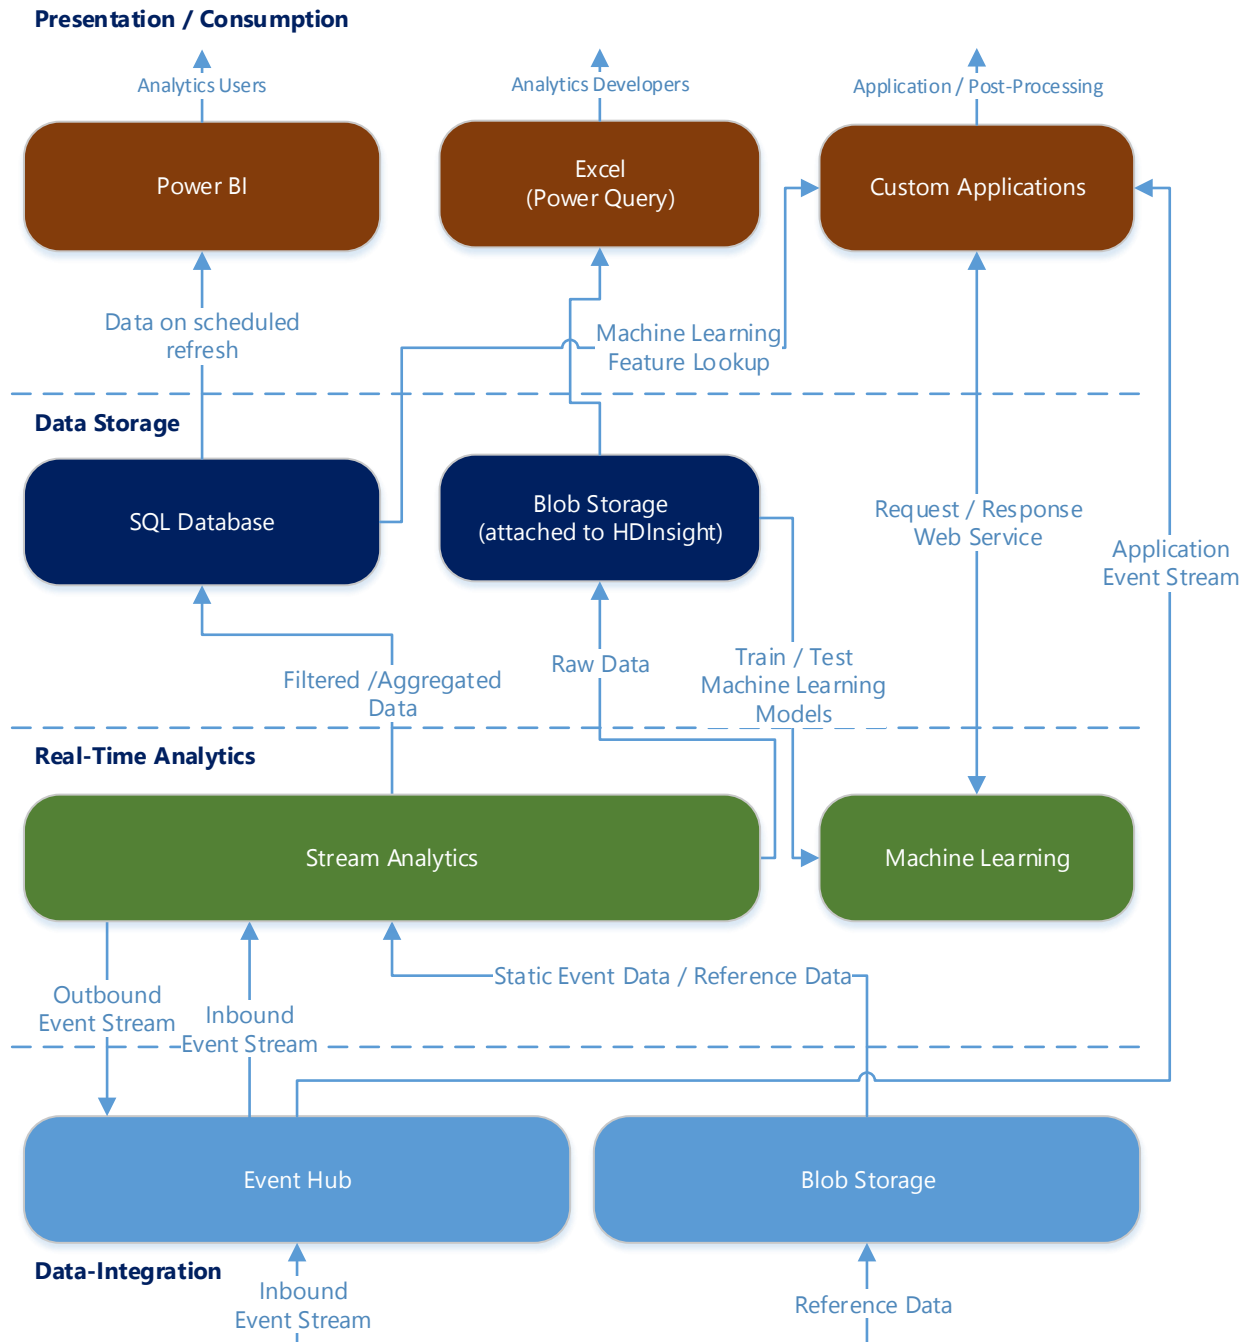 Presentation / Consumption
Analytics Users
Analytics Developers
Application / Post-Processing
Power BI
Excel
(Power Query)
Custom Applications
Data on scheduled
refresh
Machine Learning
Feature Lookup
Data Storage
SQL Database
Blob Storage
(attached to HDInsight)
Request / Response
Web Service
Application
Event Stream
Filtered /Aggregated
Data
Raw Data
Train / Test
Machine Learning
Models
Real-Time Analytics
Stream Analytics
Machine Learning
Static Event Data / Reference Data
Outbound
Event Stream
Inbound
Event Stream
Event Hub
Blob Storage
Data-Integration
Inbound
Event Stream
Reference Data